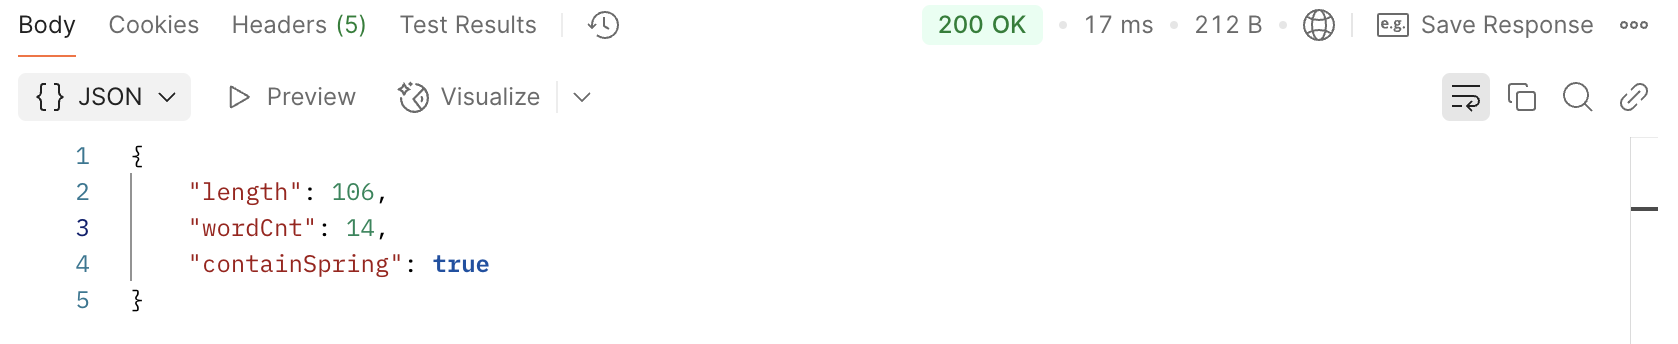 Body Cookies Headers (5) Test Results 200 OK 17 ms 212 B e.g. Save Response
{} JSON Preview Visualize
1 {
2 "length": 106,
3 "wordCnt": 14,
4 "containSpring": true
5 }